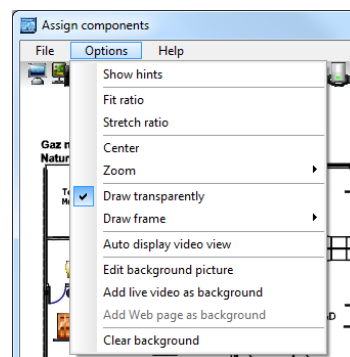 Assign components
File Options Help
Show hints
Fit ratio
Stretch ratio
Center
Zoom
Draw transparently
Draw frame
Auto display video view
Edit background picture
Add live video as background
Add Web page as background
Clear background
Gaz
Natur